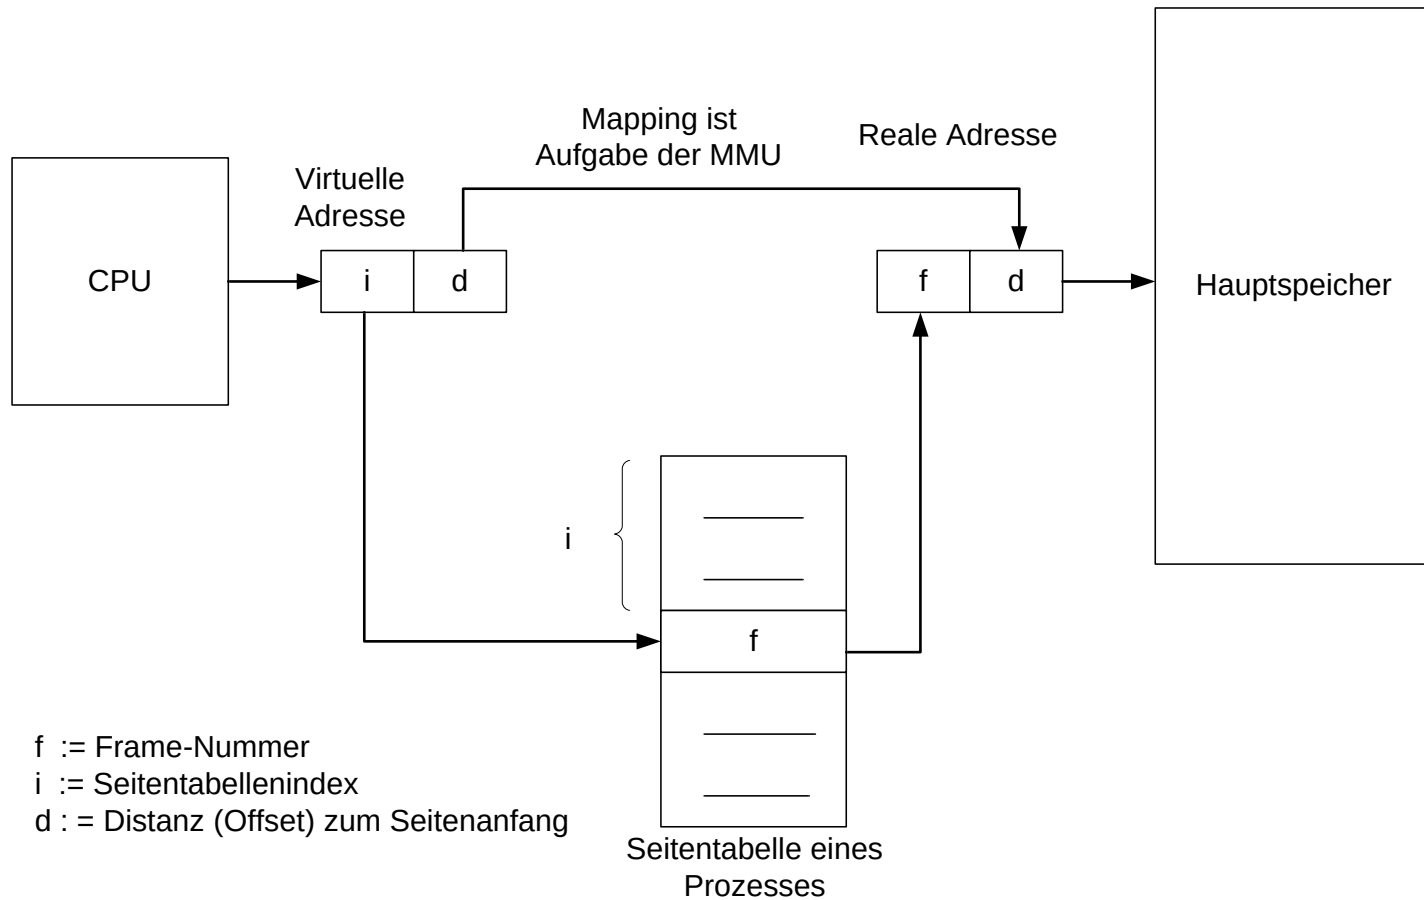 Mapping ist
Aufgabe der MMU
Reale Adresse
Virtuelle
Adresse
CPU
i
d
f
d
Hauptspeicher
i
f
f := Frame-Nummer
i := Seitentabellenindex
d : = Distanz (Offset) zum Seitenanfang
Seitentabelle eines
Prozesses